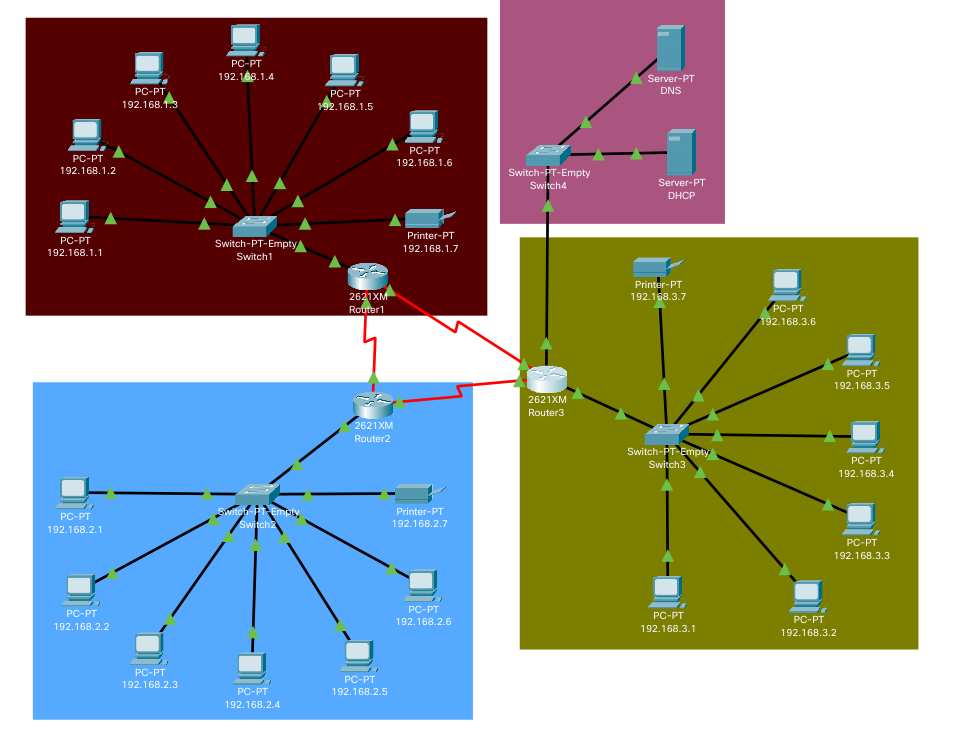 PC-PT
192.168.1.4
PC-PT
192.168.1.3
PC-PT
192.168.1.5
PC-PT
192.168.1.2
PC-PT
192.168.1.6
PC-PT
192.168.1.1
Switch-PT-Empty
Switch1
Printer-PT
192.168.1.7
2621XM
Router1
Server-PT
DNS
Switch-PT-Empty
Switch4
Server-PT
DHCP
Printer-PT
192.168.3.7
PC-PT
192.168.3.6
PC-PT
192.168.3.5
2621XM
Router3
Switch-PT-Empty
Switch3
PC-PT
192.168.3.4
PC-PT
192.168.3.3
PC-PT
192.168.3.1
PC-PT
192.168.3.2
2621XM
Router2
PC-PT
192.168.2.1
Switch-PT-Empty
Switch2
Printer-PT
192.168.2.7
PC-PT
192.168.2.2
PC-PT
192.168.2.6
PC-PT
192.168.2.3
PC-PT
192.168.2.4
PC-PT
192.168.2.5